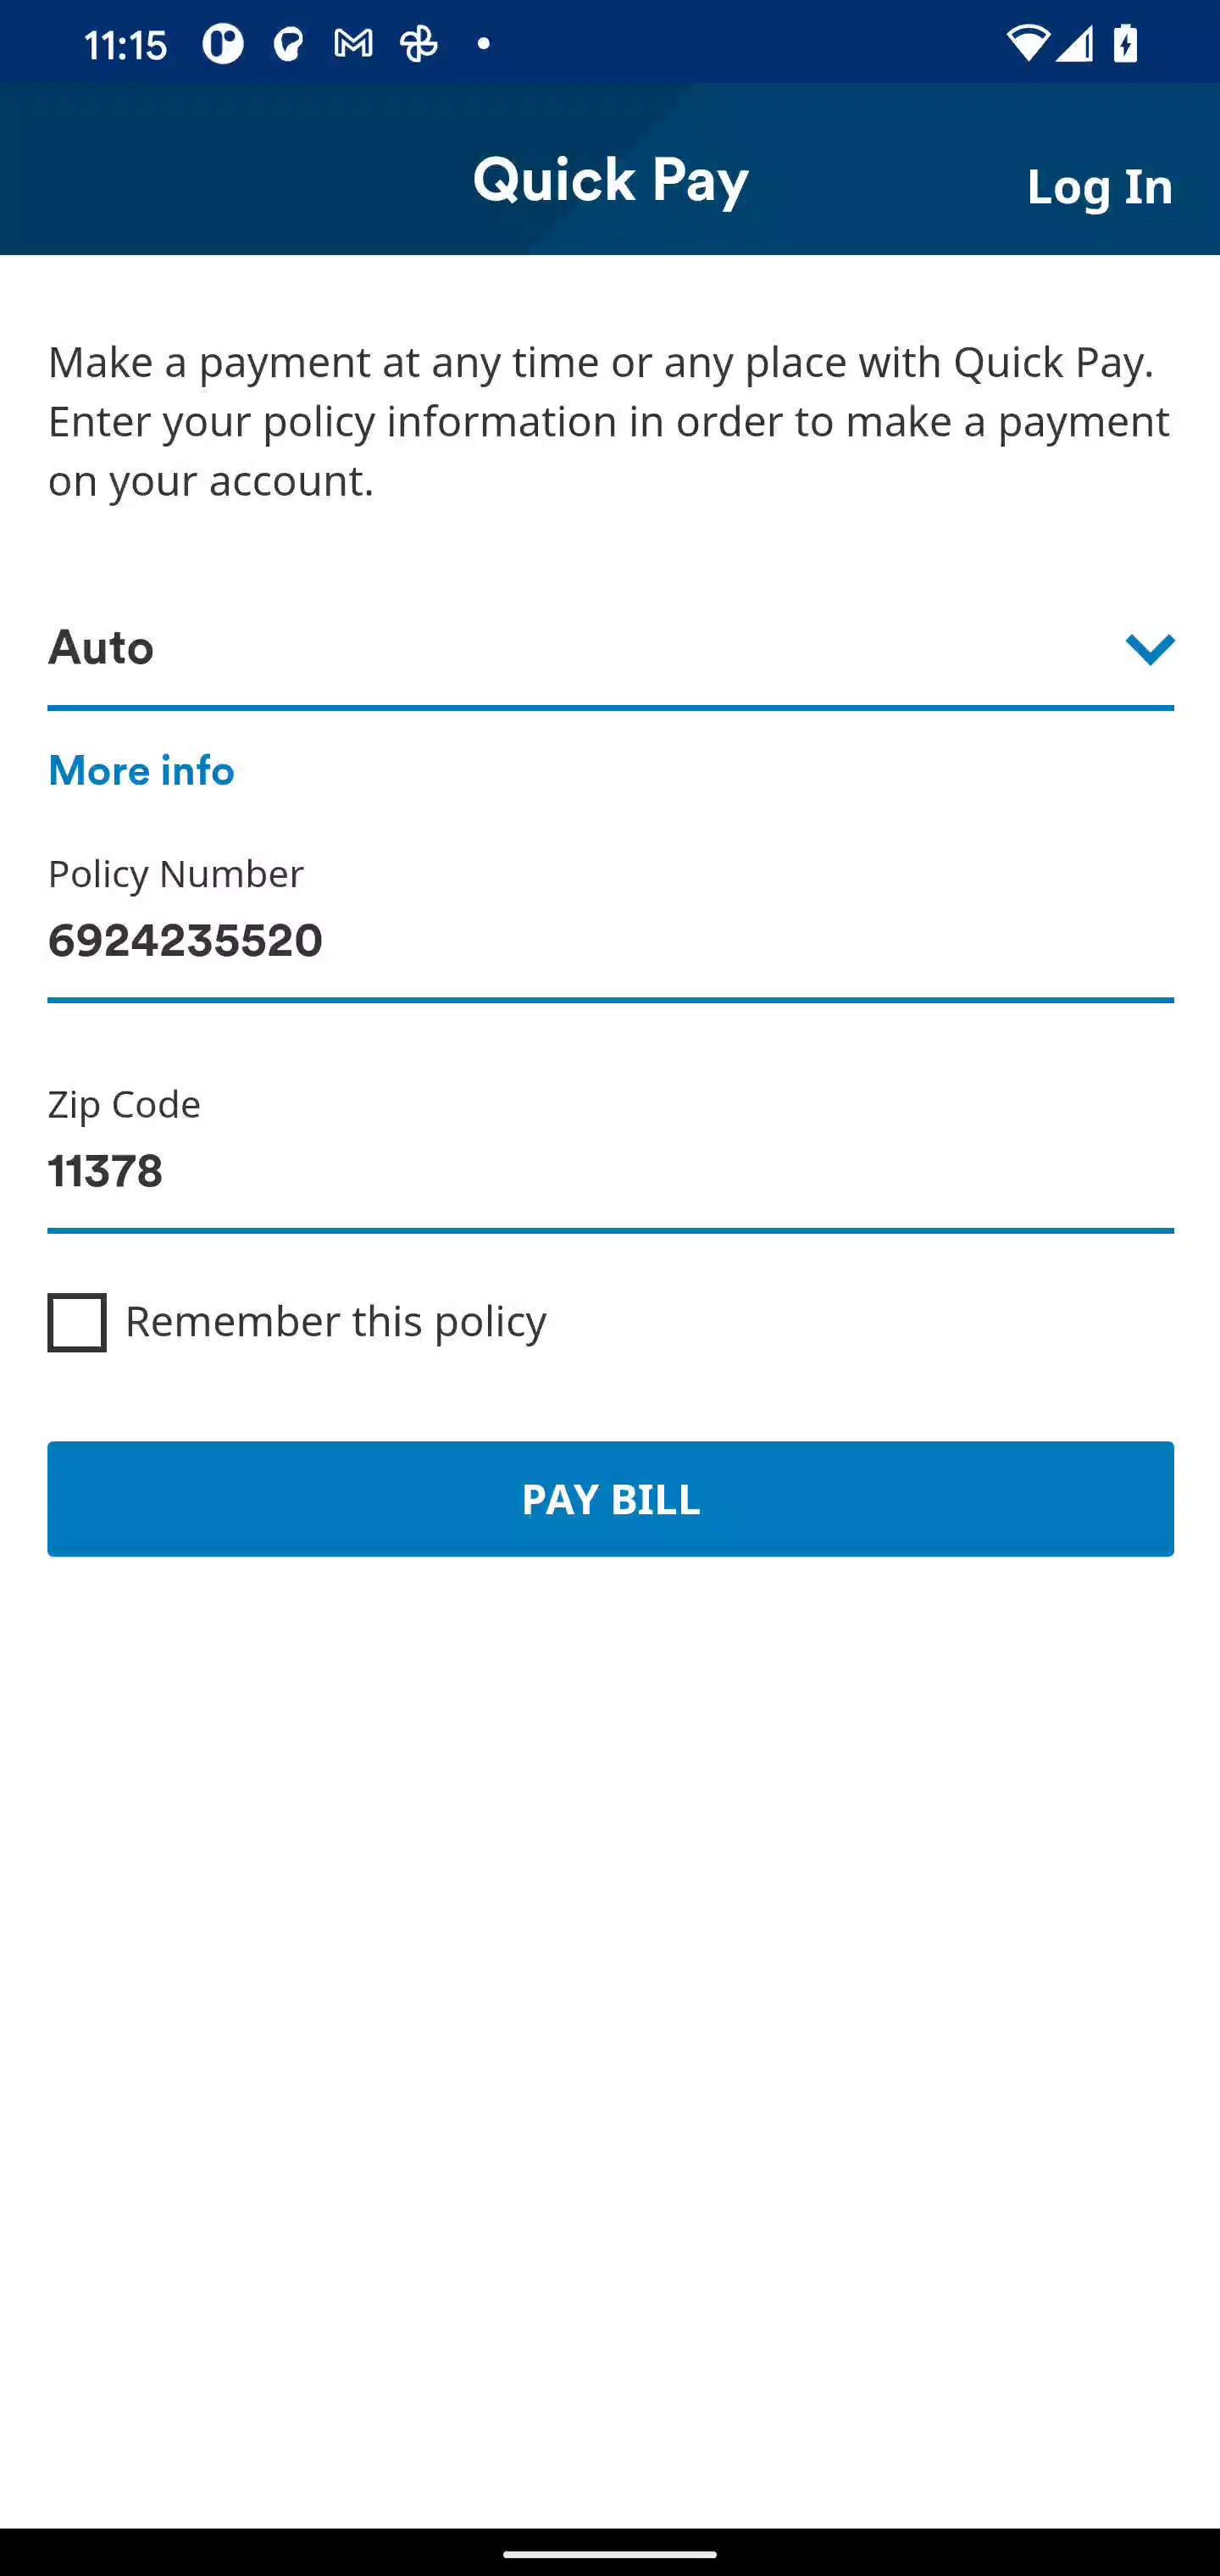 11:15
Quick Pay
Log In
Make a payment at any time or any place with Quick Pay.
Enter your policy information in order to make a payment
on your account.
Auto
More info
Policy Number
6924235520
Zip Code
11378
Remember this policy
PAY BILL